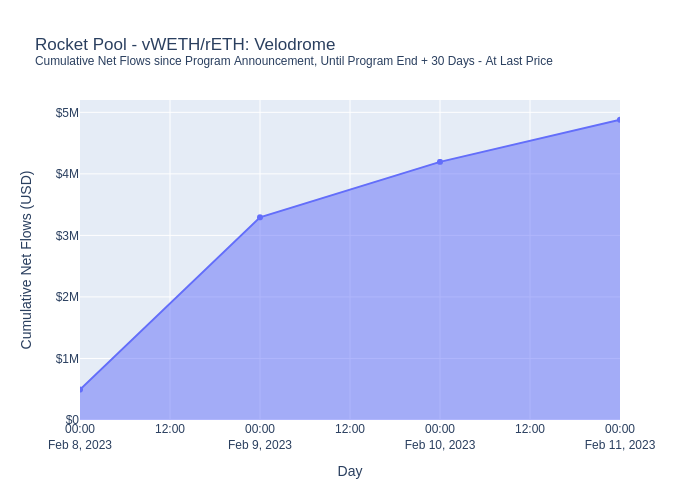 Rocket Pool - vWETH/rETH: Velodrome
Cumulative Net Flows since Program Announcement, Until Program End + 30 Days - At Last Price
Cumulative Net Flows (USD)
$5M
$4M
$3M
$2M
$1M
$0
00:00 12:00 00:00 12:00 00:00 12:00 00:00
Feb 8, 2023 Feb 9, 2023 Feb 10, 2023 Feb 11, 2023
Day